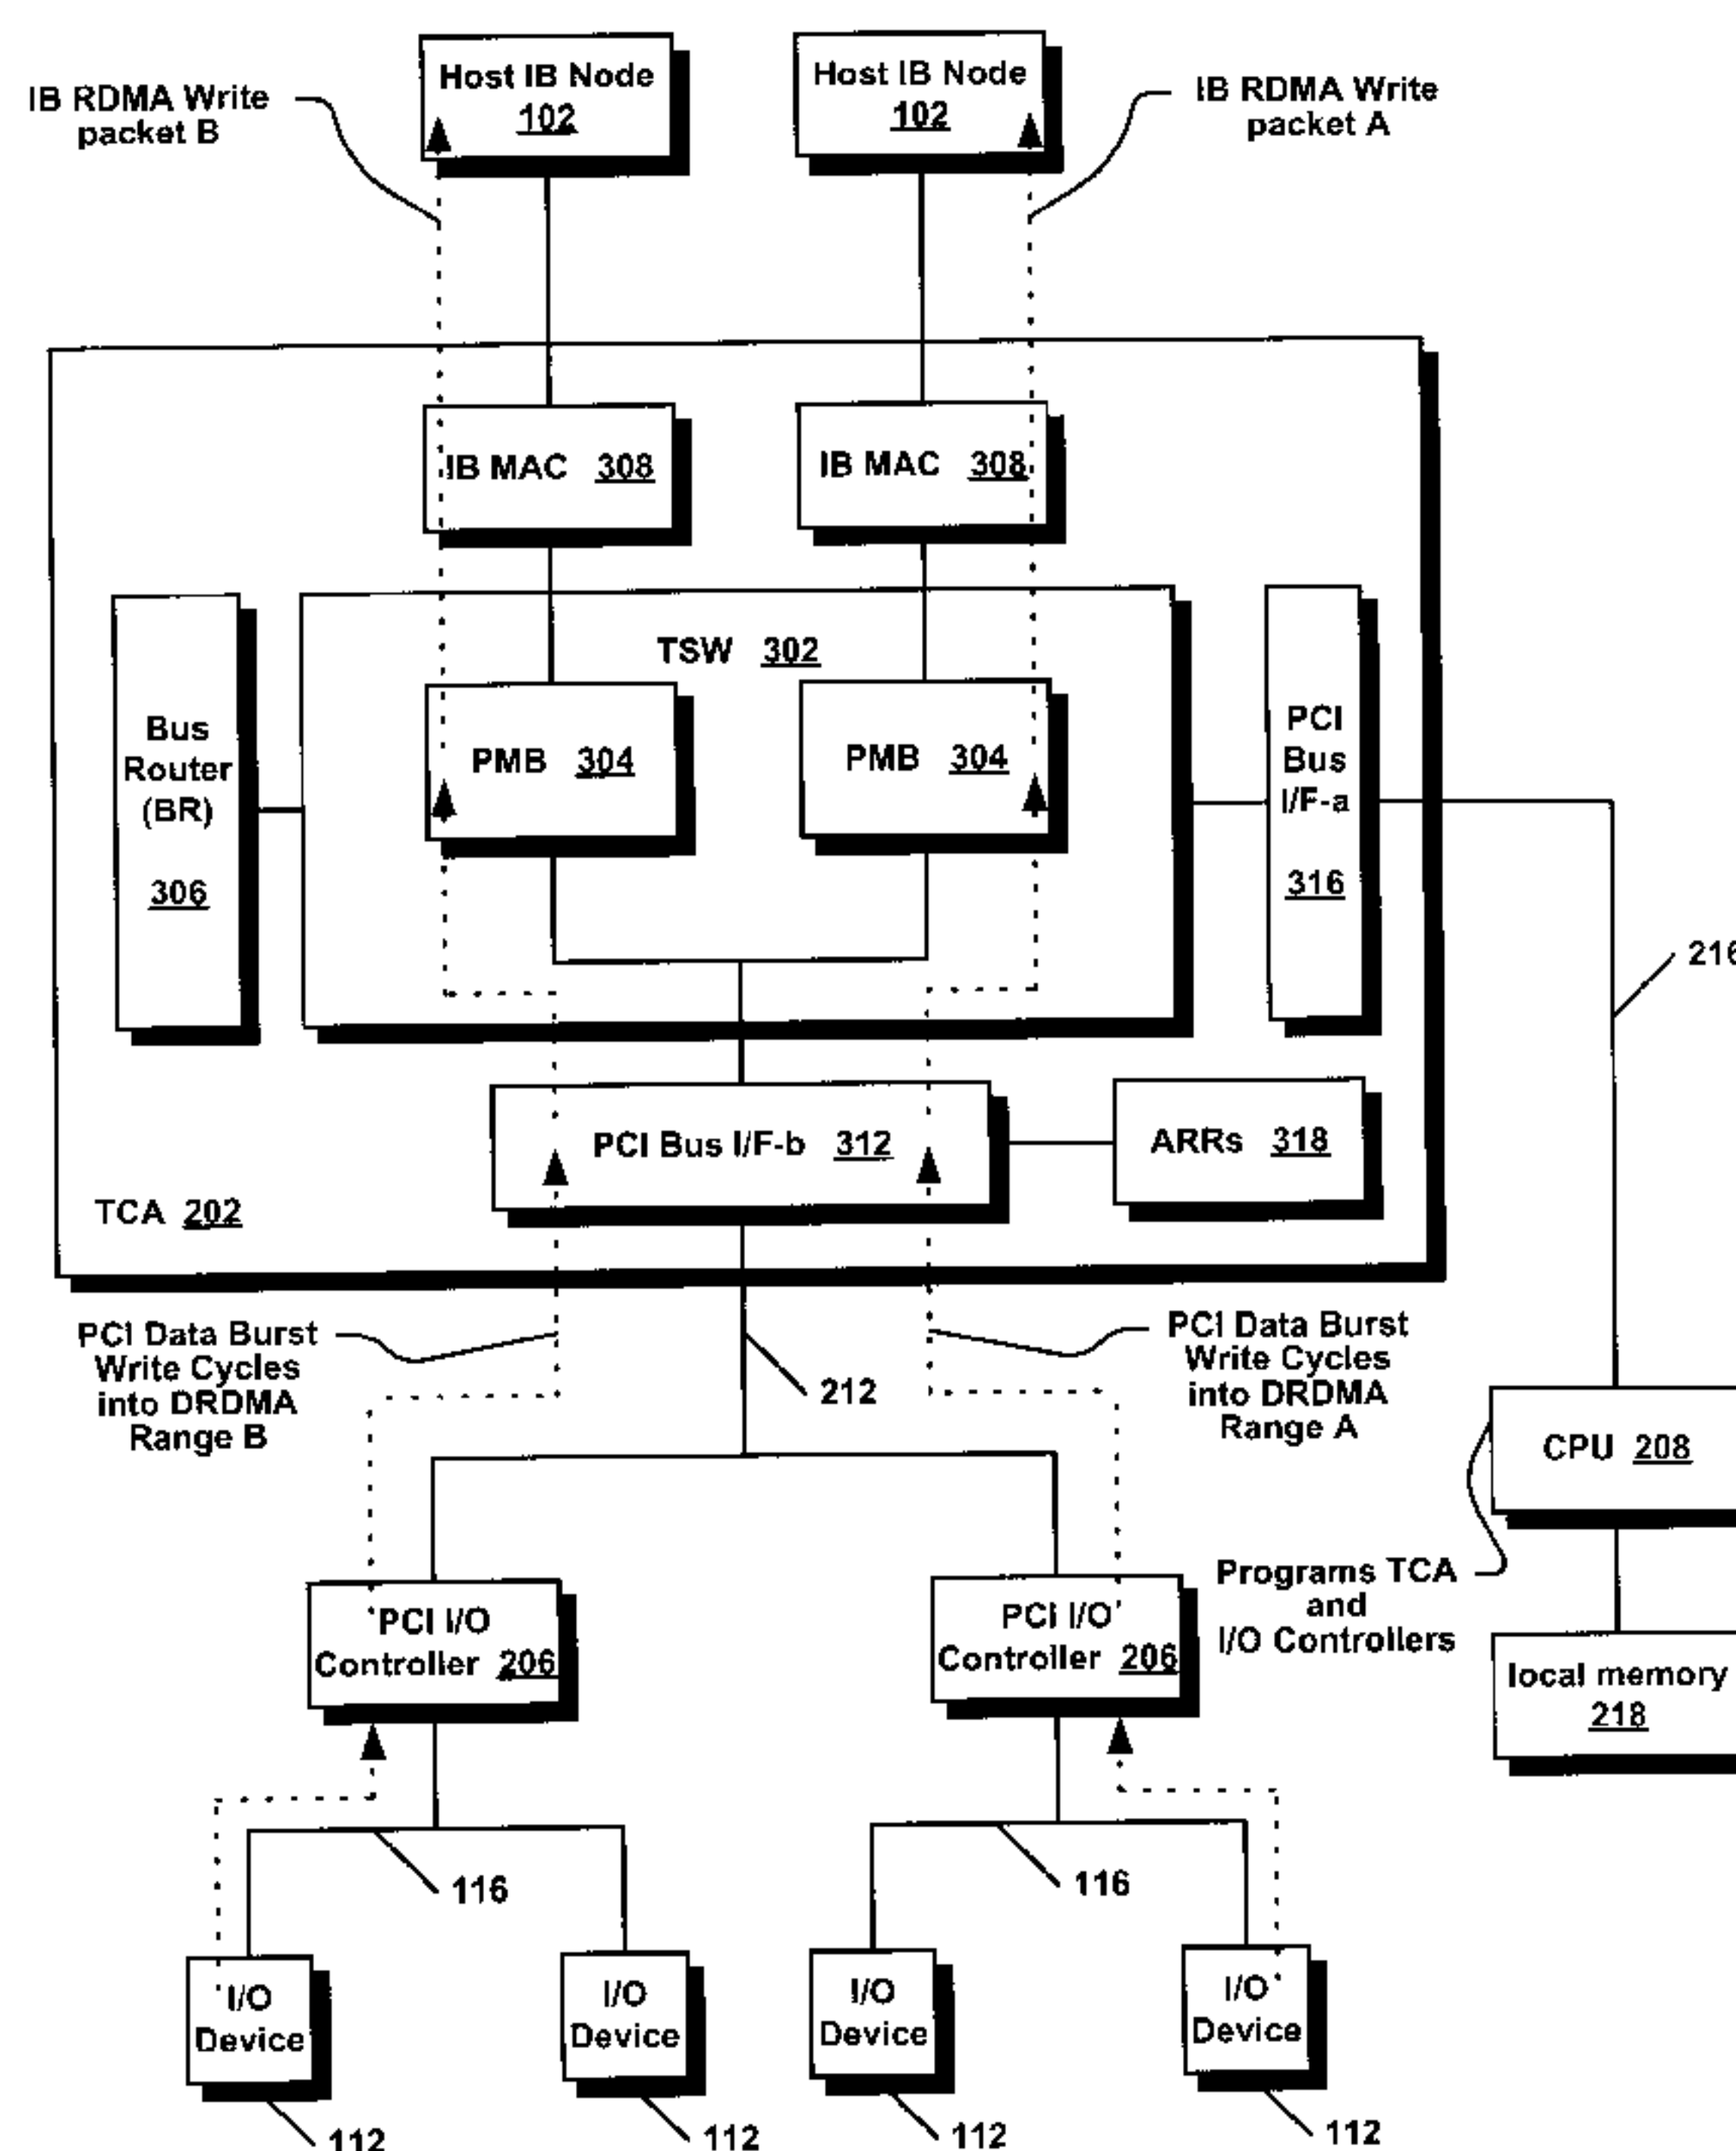 Host IB Node
102
Host IB Node
102
IB RDMA Write
packet B
IB RDMA Write
packet A
IB MAC 308
IB MAC 308
TSW 302
Bus
Router
(BR)
306
PMB 304
PMB 304
PCI
Bus
I/F-a
316
216
PCI Bus I/F-b 312
ARRs 318
TCA 202
PCI Data Burst
Write Cycles
into DRDMA
Range B
212
PCI Data Burst
Write Cycles
into DRDMA
Range A
CPU 208
Programs TCA
and
I/O Controllers
PCI I/O
Controller 206
PCI I/O
Controller 206
local memory
218
116
116
I/O
Device
I/O
Device
I/O
Device
I/O
Device
112
112
112
112